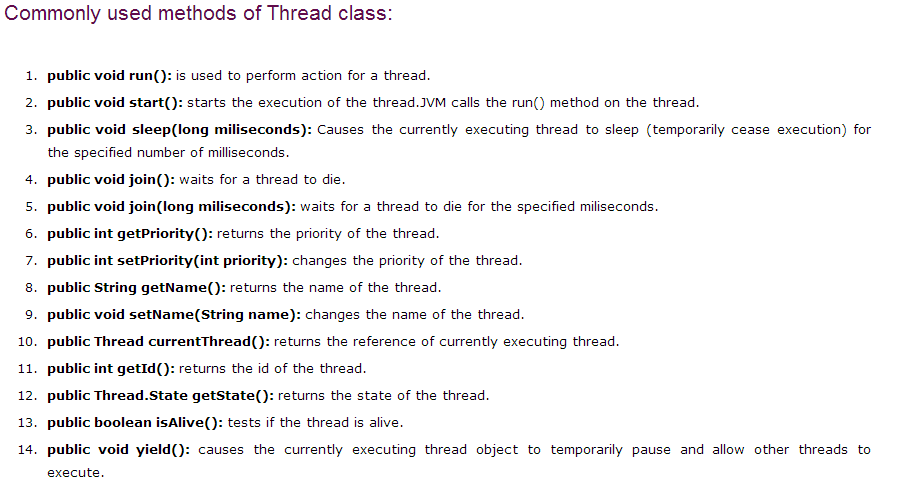 Commonly used methods of Thread class:
1. public void run(): is used to perform action for a thread.
2. public void start(): starts the execution of the thread.JVM calls the run() method on the thread.
3. public void sleep(long miliseconds): Causes the currently executing thread to sleep (temporarily cease execution) for
the specified number of milliseconds.
4. public void join(): waits for a thread to die.
5. public void join(long miliseconds): waits for a thread to die for the specified miliseconds.
6. public int getPriority(): returns the priority of the thread.
7. public int setPriority(int priority): changes the priority of the thread.
8. public String getName(): returns the name of the thread.
9. public void setName(String name): changes the name of the thread.
10. public Thread currentThread(): returns the reference of currently executing thread.
11. public int getId(): returns the id of the thread.
12. public Thread.State getState(): returns the state of the thread.
13. public boolean isAlive(): tests if the thread is alive.
14. public void yield(): causes the currently executing thread object to temporarily pause and allow other threads to
execute.